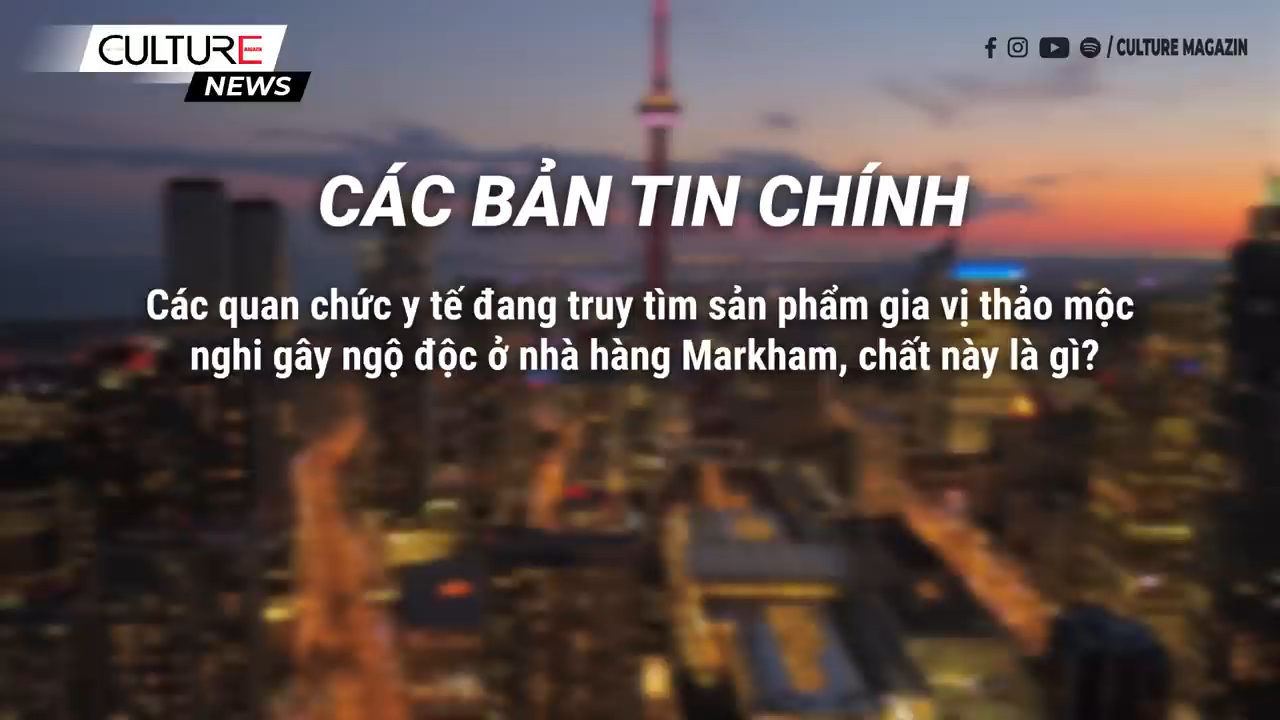 CULTURE
MAGAZIN
NEWS
/ CULTURE MAGAZIN
CÁC BẢN TIN CHÍNH
Các quan chức y tế đang truy tìm sản phẩm gia vị thảo mộc
nghi gây ngộ độc ở nhà hàng Markham, chất này là gì?